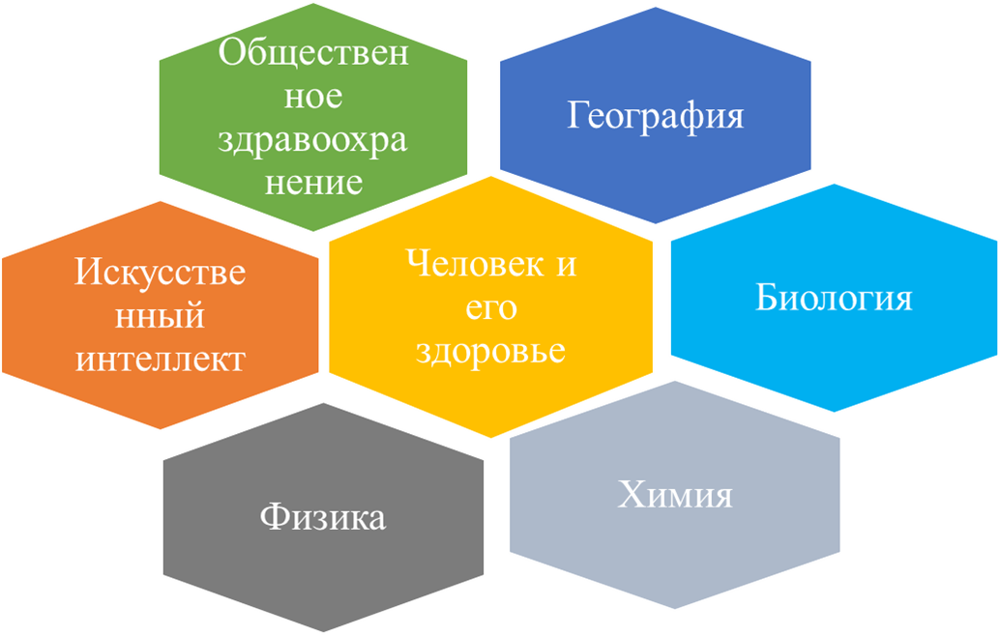 Обществен
ное
здравоохра
нение
География
Искусстве
нный
интеллект
Человек и
его
здоровье
Биология
Физика
Химия